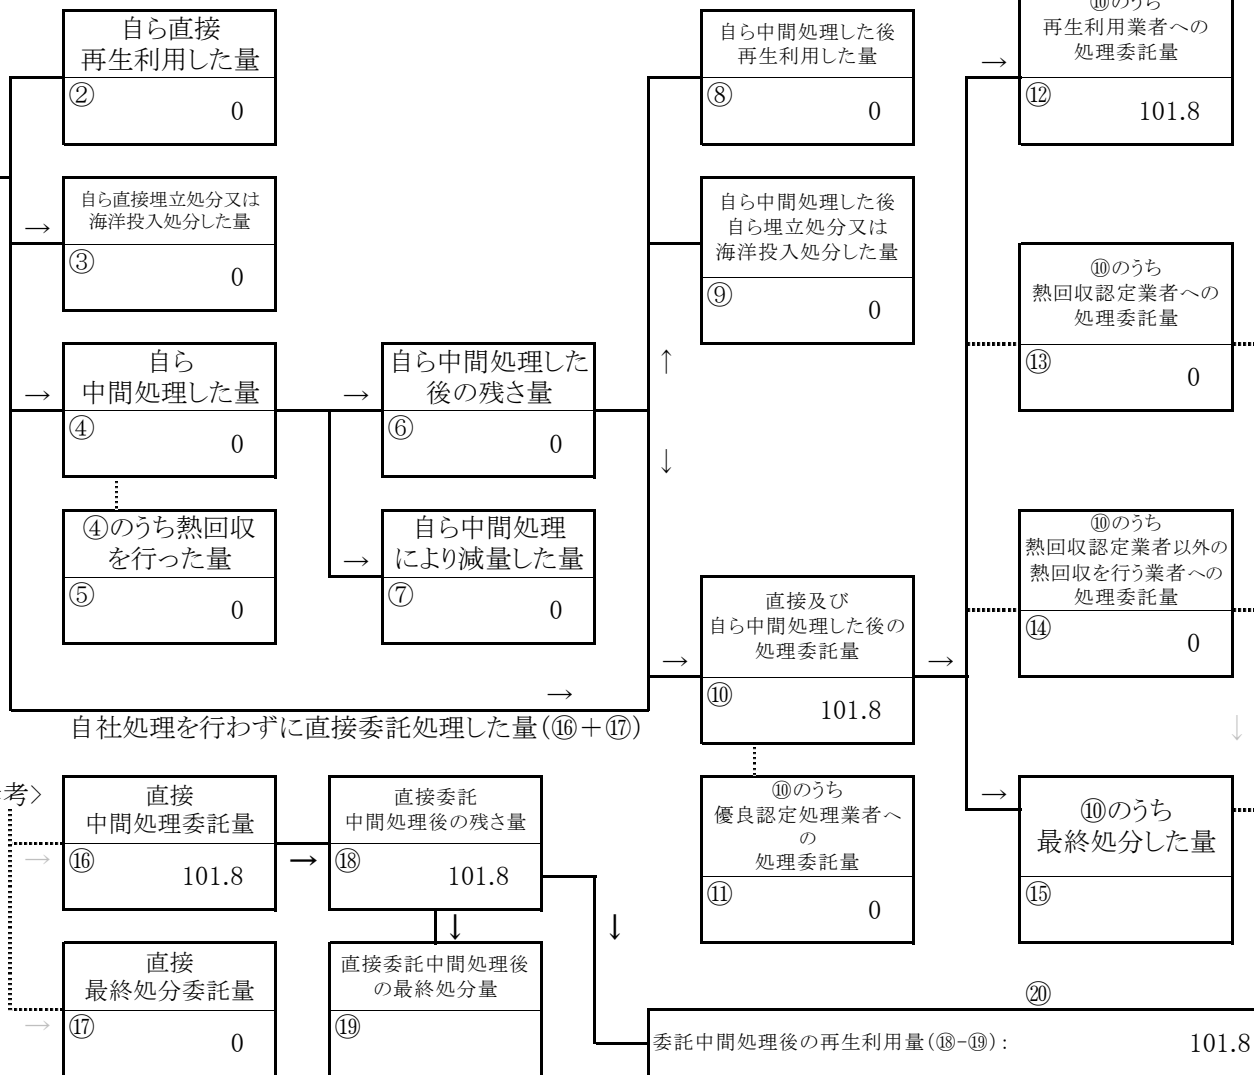 自ら直接
再生利用した量
②
0
自ら直接埋立処分又は
海洋投入処分した量
→
③
0
自ら
中間処理した量
→
④
0
④のうち熱回収
を行った量
⑤
0
自ら中間処理した
後の残さ量
→
⑥
0
自ら中間処理
により減量した量
→
⑦
0
自ら中間処理した後
再生利用した量
⑧
0
自ら中間処理した後
自ら埋立処分又は
海洋投入処分した量
⑨
0
↑
↓
直接及び
自ら中間処理した後の
処理委託量
→
⑩
101.8
→
⑩のうち
優良認定処理業者へ
の
処理委託量
⑪
0
⑩のうち
再生利用業者への
処理委託量
→
⑫
101.8
⑩のうち
熱回収認定業者への
処理委託量
⑬
0
⑩のうち
熱回収認定業者以外の
熱回収を行う業者への
処理委託量
⑭
0
↓
→
⑩のうち
最終処分した量
⑮
→
自社処理を行わずに直接委託処理した量(⑯+⑰)
考>
直接
中間処理委託量
→
⑯
101.8
→
直接委託
中間処理後の残さ量
⑱
101.8
↓
↓
直接
最終処分委託量
→
⑰
0
直接委託中間処理後
の最終処分量
⑲
⑳
委託中間処理後の再生利用量(⑱-⑲):
101.8